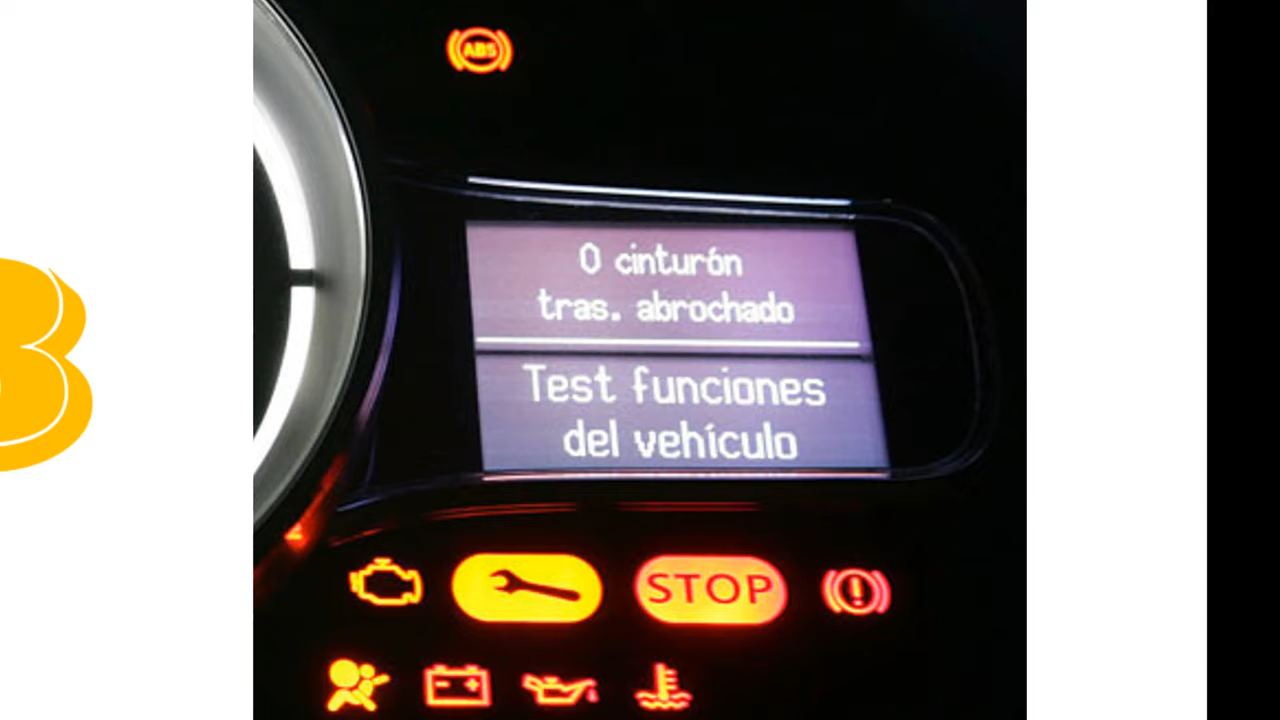 ABS
0 cinturón
tras. abrochado
Test funciones
del vehículo
STOP